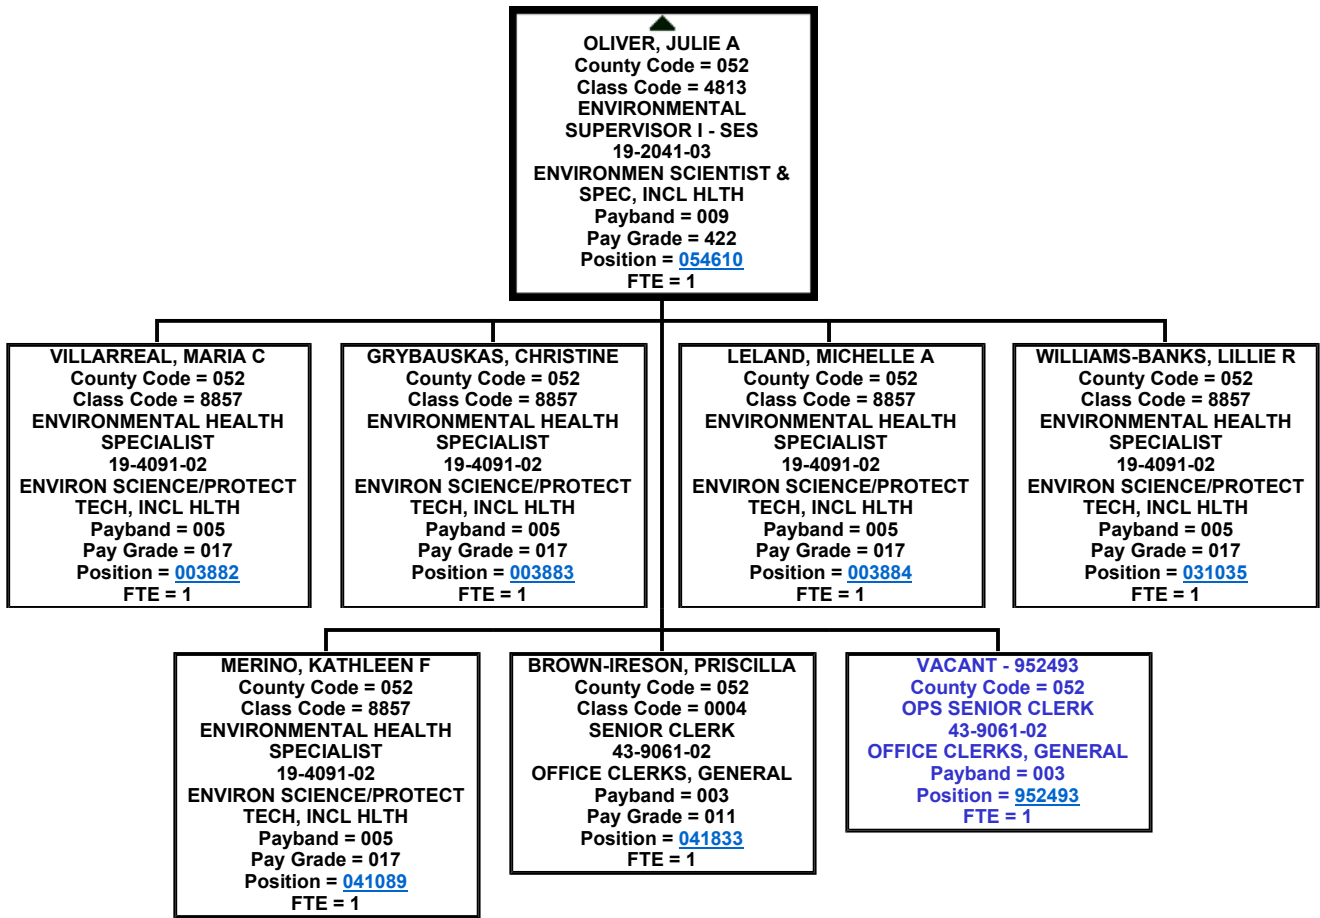 OLIVER, JULIE A
County Code = 052
Class Code = 4813
ENVIRONMENTAL
SUPERVISOR I - SES
19-2041-03
ENVIRONMEN SCIENTIST &
SPEC, INCL HLTH
Payband = 009
Pay Grade = 422
Position = 054610
FTE = 1
VILLARREAL, MARIA C
County Code = 052
Class Code = 8857
ENVIRONMENTAL HEALTH
SPECIALIST
19-4091-02
ENVIRON SCIENCE/PROTECT
TECH, INCL HLTH
Payband = 005
Pay Grade = 017
Position = 003882
FTE = 1
GRYBAUSKAS, CHRISTINE
County Code = 052
Class Code = 8857
ENVIRONMENTAL HEALTH
SPECIALIST
19-4091-02
ENVIRON SCIENCE/PROTECT
TECH, INCL HLTH
Payband = 005
Pay Grade = 017
Position = 003883
FTE = 1
LELAND, MICHELLE A
County Code = 052
Class Code = 8857
ENVIRONMENTAL HEALTH
SPECIALIST
19-4091-02
ENVIRON SCIENCE/PROTECT
TECH, INCL HLTH
Payband = 005
Pay Grade = 017
Position = 003884
FTE = 1
WILLIAMS-BANKS, LILLIE R
County Code = 052
Class Code = 8857
ENVIRONMENTAL HEALTH
SPECIALIST
19-4091-02
ENVIRON SCIENCE/PROTECT
TECH, INCL HLTH
Payband = 005
Pay Grade = 017
Position = 031035
FTE = 1
MERINO, KATHLEEN F
County Code = 052
Class Code = 8857
ENVIRONMENTAL HEALTH
SPECIALIST
19-4091-02
ENVIRON SCIENCE/PROTECT
TECH, INCL HLTH
Payband = 005
Pay Grade = 017
Position = 041089
FTE = 1
BROWN-IRESON, PRISCILLA
County Code = 052
Class Code = 0004
SENIOR CLERK
43-9061-02
OFFICE CLERKS, GENERAL
Payband = 003
Pay Grade = 011
Position = 041833
FTE = 1
VACANT - 952493
County Code = 052
OPS SENIOR CLERK
43-9061-02
OFFICE CLERKS, GENERAL
Payband = 003
Position = 952493
FTE = 1